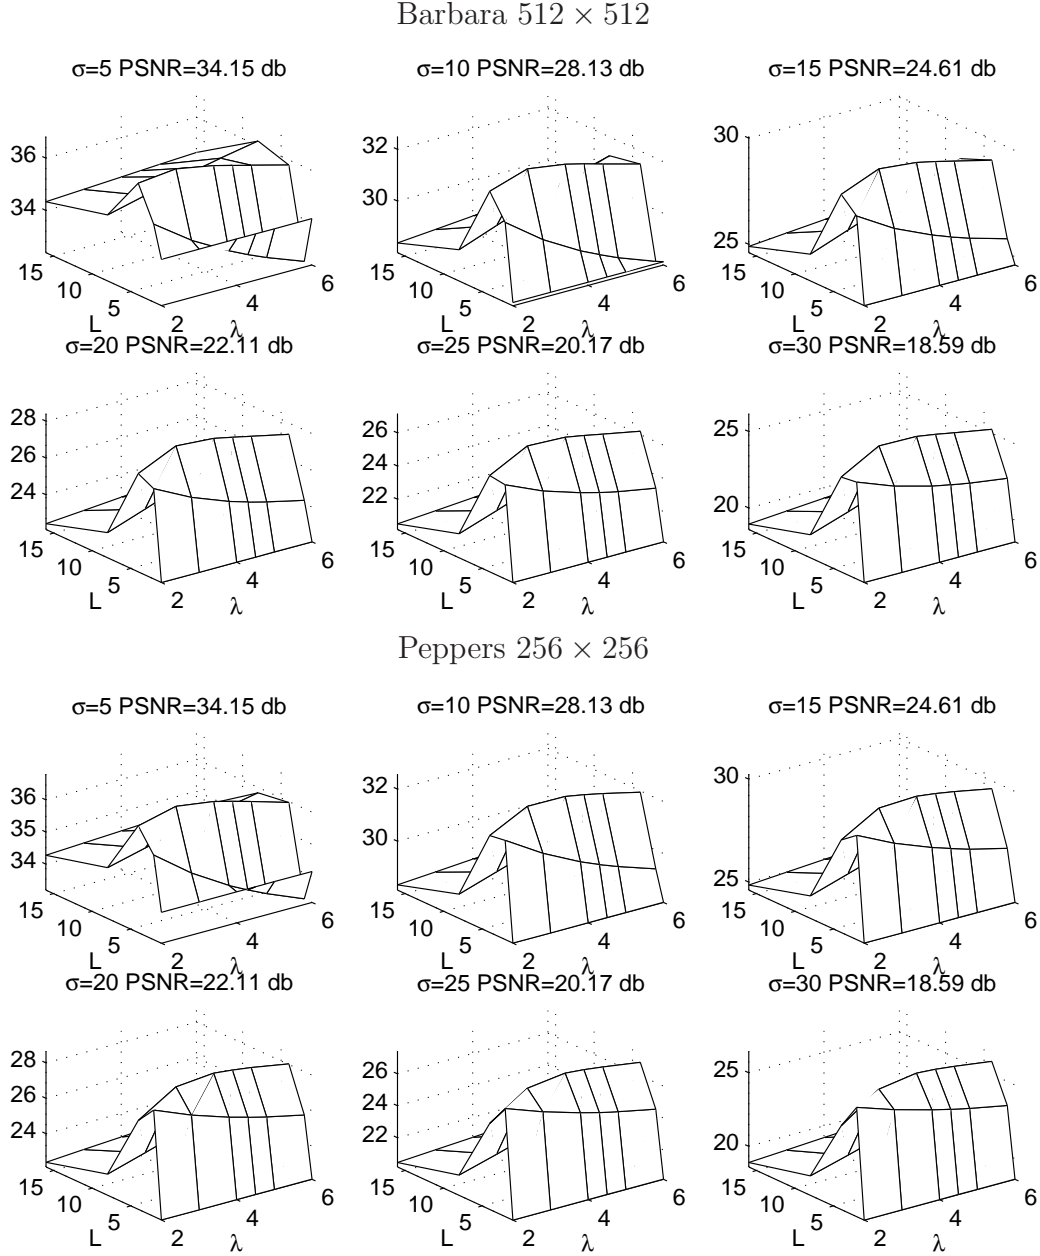 Barbara 512 × 512
σ=5 PSNR=34.15 db
σ=10 PSNR=28.13 db
σ=15 PSNR=24.61 db
36
34
15
10
5
L
2
4
6
λ
32
30
15
10
5
L
2
4
6
λ
30
25
15
10
5
L
2
4
6
λ
σ=20 PSNR=22.11 db
σ=25 PSNR=20.17 db
σ=30 PSNR=18.59 db
28
26
24
15
10
5
L
2
4
6
λ
26
24
22
15
10
5
L
2
4
6
λ
25
20
15
10
5
L
2
4
6
λ
Peppers 256 × 256
σ=5 PSNR=34.15 db
σ=10 PSNR=28.13 db
σ=15 PSNR=24.61 db
36
35
34
15
10
5
L
2
4
6
λ
32
30
15
10
5
L
2
4
6
λ
30
25
15
10
5
L
2
4
6
λ
σ=20 PSNR=22.11 db
σ=25 PSNR=20.17 db
σ=30 PSNR=18.59 db
28
26
24
15
10
5
L
2
4
6
λ
26
24
22
15
10
5
L
2
4
6
λ
25
20
15
10
5
L
2
4
6
λ